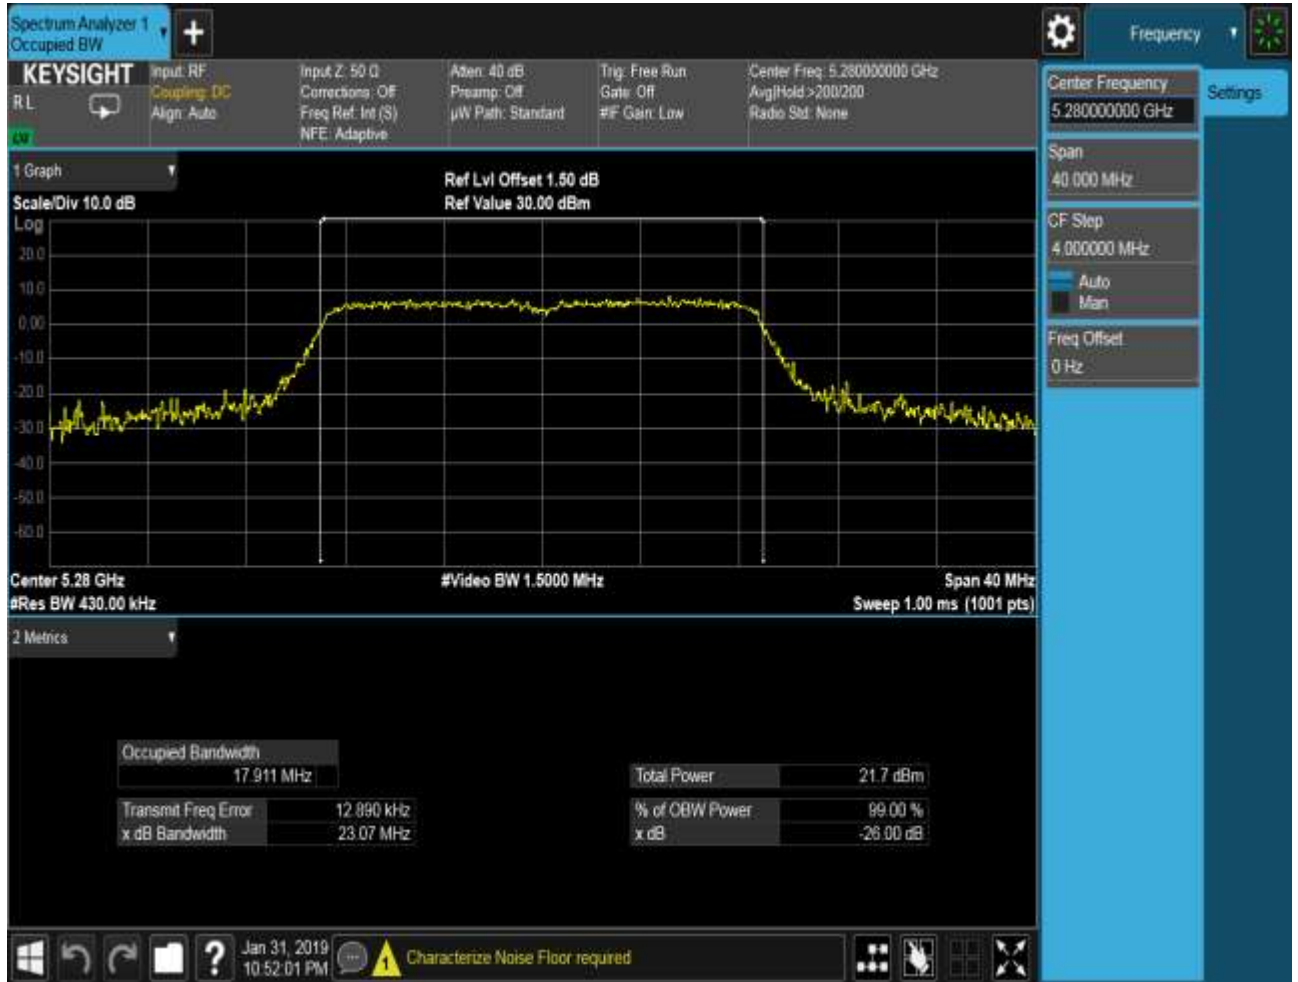 Spectrum Analyzer 1
Occupied BW
Frequency
KEYSIGHT
R L
Input: RF
Coupling: DC
Align: Auto
Input Z: 50 Ω
Corrections: Off
Freq Ref: Int (S)
NFE: Adaptive
Atten: 40 dB
Preamp: Off
µW Path: Standard
Trig: Free Run
Gate: Off
#IF Gain: Low
Center Freq: 5.280000000 GHz
Avg|Hold:>200/200
Radio Std: None
Center Frequency
5.280000000 GHz
Settings
Span
40.000 MHz
CF Step
4.000000 MHz
Auto
Man
Freq Offset
0 Hz
1 Graph
Scale/Div 10.0 dB
Ref Lvl Offset 1.50 dB
Ref Value 30.00 dBm
Log
20.0
10.0
0.00
-10.0
-20.0
-30.0
-40.0
-50.0
-60.0
Center 5.28 GHz
#Video BW 1.5000 MHz
Span 40 MHz
#Res BW 430.00 kHz
Sweep 1.00 ms (1001 pts)
2 Metrics
Occupied Bandwidth
17.911 MHz
Total Power 21.7 dBm
Transmit Freq Error 12.890 kHz
% of OBW Power 99.00 %
x dB Bandwidth 23.07 MHz
x dB -26.00 dB
Jan 31, 2019
10:52:01 PM
1
Characterize Noise Floor required